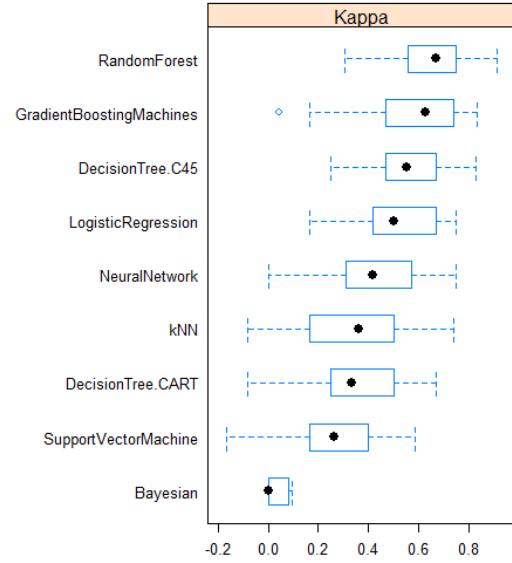 Kappa
RandomForest
GradientBoostingMachines
DecisionTree.C45
LogisticRegression
NeuralNetwork
kNN
DecisionTree.CART
SupportVectorMachine
Bayesian
-0.2 0.0 0.2 0.4 0.6 0.8